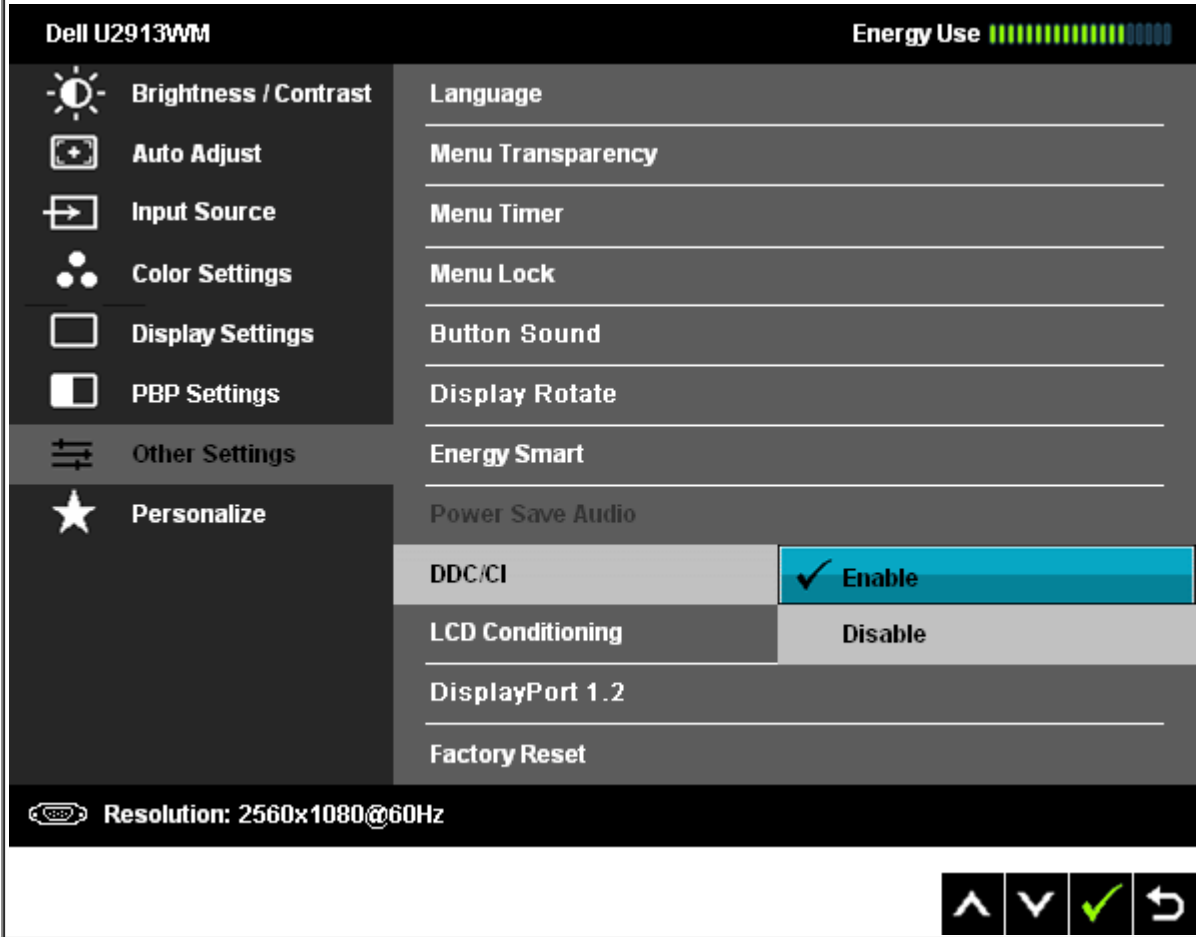 Dell U2913WM Energy Use
Brightness / Contrast Language
Auto Adjust Menu Transparency
Input Source Menu Timer
Color Settings Menu Lock
Display Settings Button Sound
PBP Settings Display Rotate
Other Settings Energy Smart
Personalize Power Save Audio
DDC/CI Enable
LCD Conditioning Disable
DisplayPort 1.2
Factory Reset
Resolution: 2560x1080@60Hz